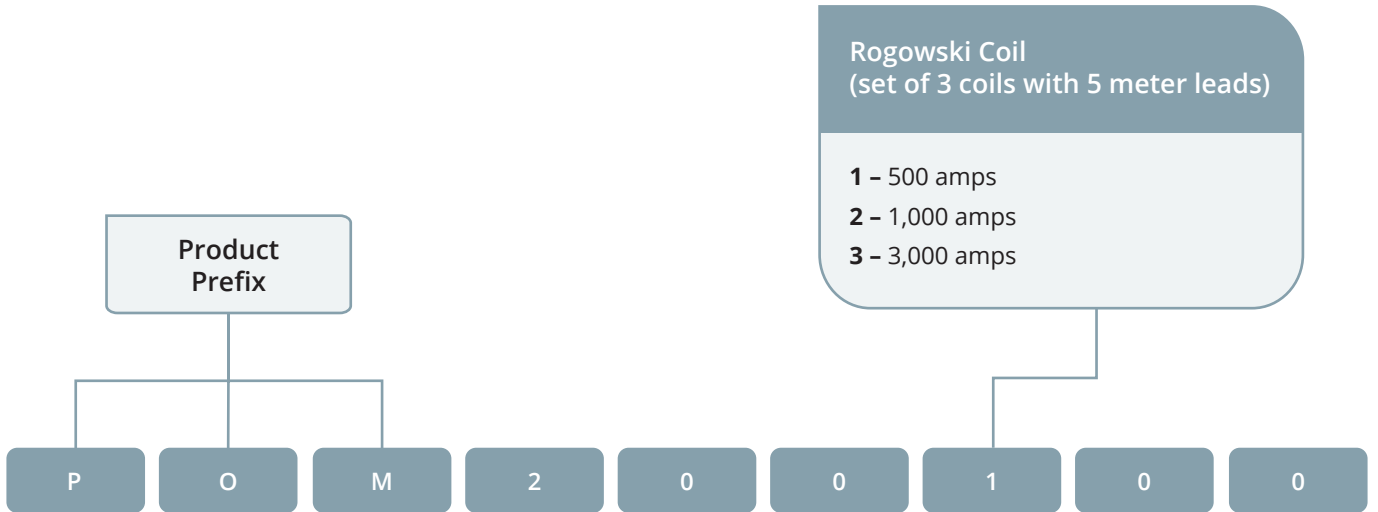 Rogowski Coil
(set of 3 coils with 5 meter leads)
1 – 500 amps
2 – 1,000 amps
3 – 3,000 amps
Product
Prefix
P O M 2 0 0 1 0 0